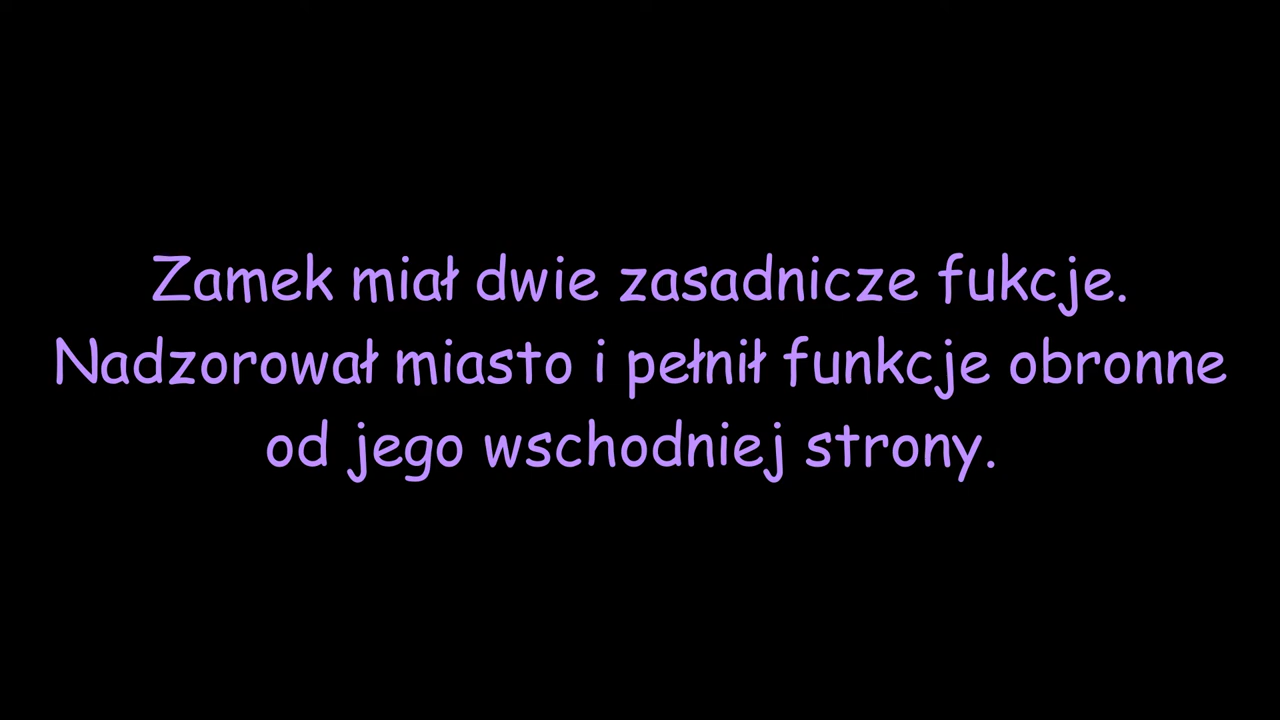 Zamek miał dwie zasadnicze fukcje.
Nadzorował miasto i pełnił funkcje obronne
od jego wschodniej strony.